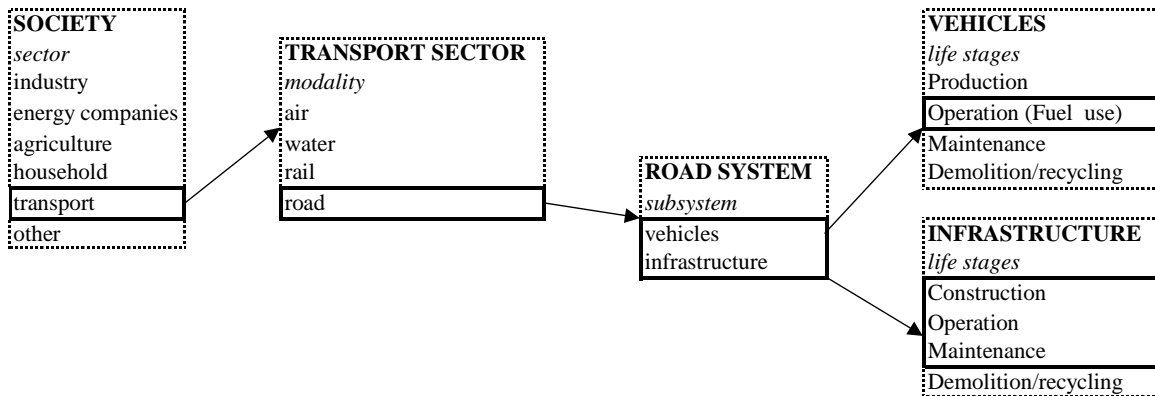 SOCIETY
sector
industry
energy companies
agriculture
household
transport
other
TRANSPORT SECTOR
modality
air
water
rail
road
ROAD SYSTEM
subsystem
vehicles
infrastructure
VEHICLES
life stages
Production
Operation (Fuel use)
Maintenance
Demolition/recycling
INFRASTRUCTURE
life stages
Construction
Operation
Maintenance
Demolition/recycling